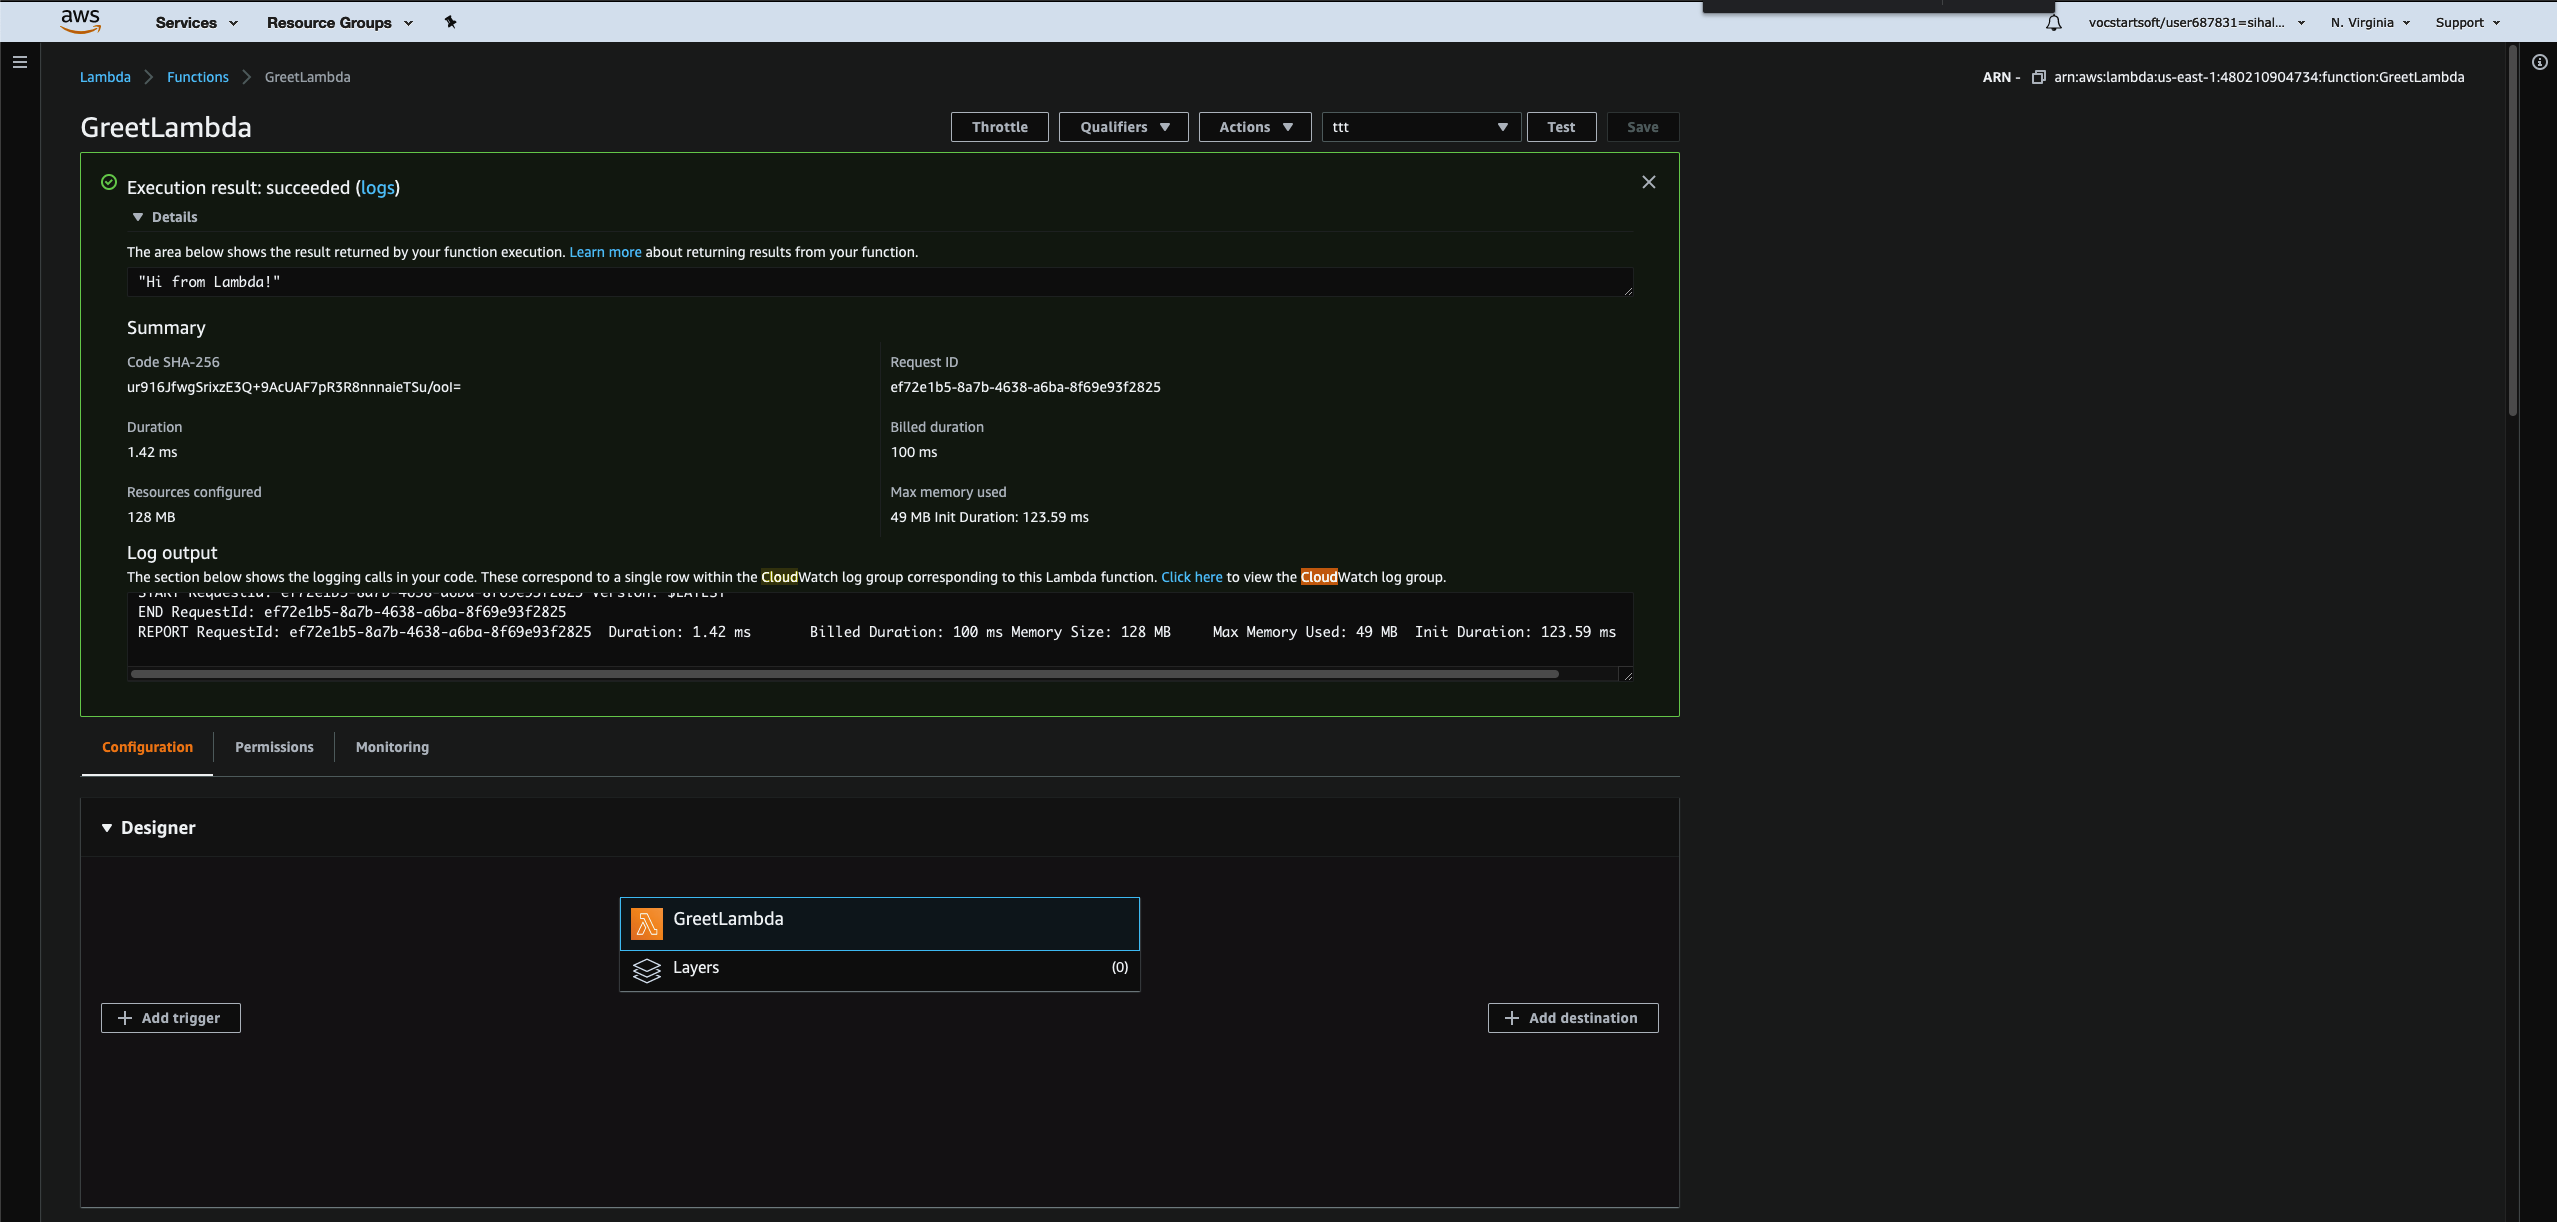 aws Services Resource Groups vocstartsoft/user687831=sihal... N. Virginia Support
Lambda Functions GreetLambda ARN - arn:aws:lambda:us-east-1:480210904734:function:GreetLambda
GreetLambda Throttle Qualifiers Actions ttt Test Save
Execution result: succeeded (logs)
Details
The area below shows the result returned by your function execution. Learn more about returning results from your function.
"Hi from Lambda!"
Summary
Code SHA-256 Request ID
ur916JfwgSrixzE3Q+9AcUAF7pR3R8nnnaieTSu/ooI= ef72e1b5-8a7b-4638-a6ba-8f69e93f2825
Duration Billed duration
1.42 ms 100 ms
Resources configured Max memory used
128 MB 49 MB Init Duration: 123.59 ms
Log output
The section below shows the logging calls in your code. These correspond to a single row within the CloudWatch log group corresponding to this Lambda function. Click here to view the CloudWatch log group.
START RequestId: ef72e1b5-8a7b-4638-a6ba-8f69e93f2825 Version: $LATEST
END RequestId: ef72e1b5-8a7b-4638-a6ba-8f69e93f2825
REPORT RequestId: ef72e1b5-8a7b-4638-a6ba-8f69e93f2825 Duration: 1.42 ms Billed Duration: 100 ms Memory Size: 128 MB Max Memory Used: 49 MB Init Duration: 123.59 ms
Configuration Permissions Monitoring
Designer
GreetLambda
Layers (0)
Add trigger Add destination